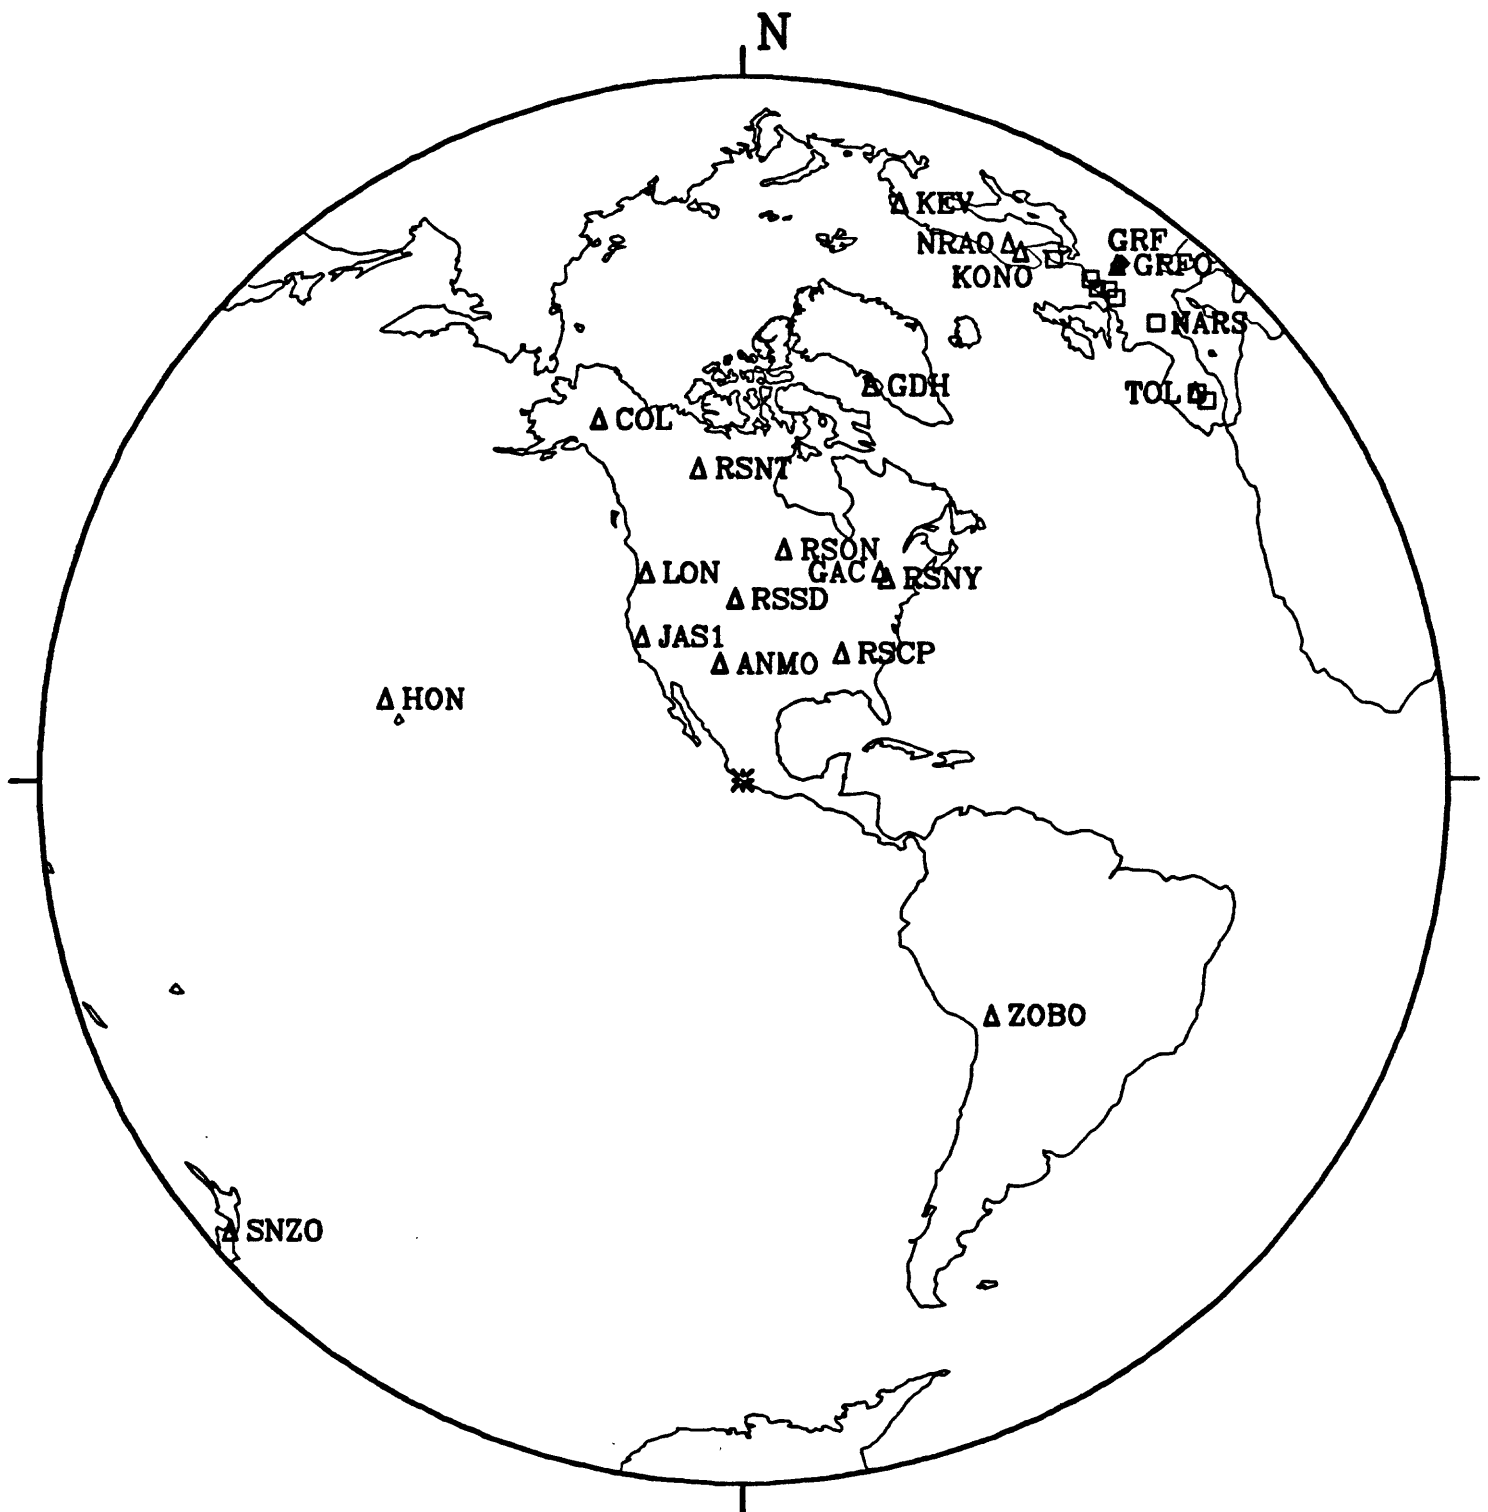 N
KEV
NRAO
GRF
GRFO
KONO
NARS
GDH
TOL
COL
RSNT
RSON
GAC
RSNY
LON
RSSD
JAS1
RSCP
ANMO
HON
ZOBO
SNZO